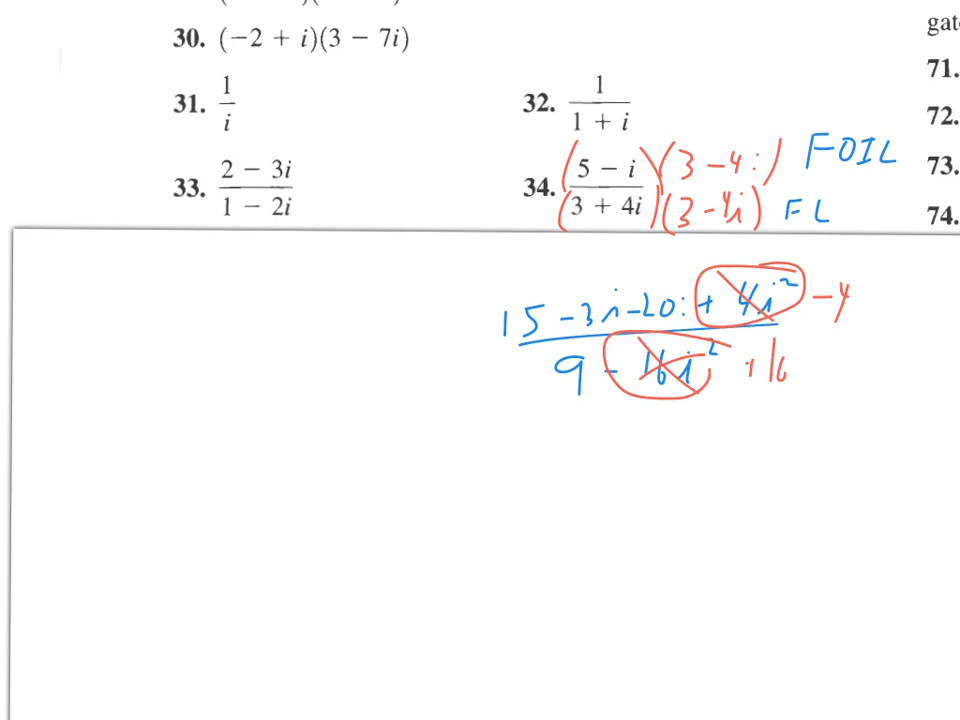 30. (−2 + i)(3 − 7i)
gat
71.
31. 1/i
32. 1/(1 + i)
72.
33. (2 − 3i)/(1 − 2i)
34. (5 − i)(3 − 4i) FOIL
(3 + 4i)(3 − 4i) FL
73.
74.
15 − 3i − 20i + 4i² − 4
9 − 16i² + 16